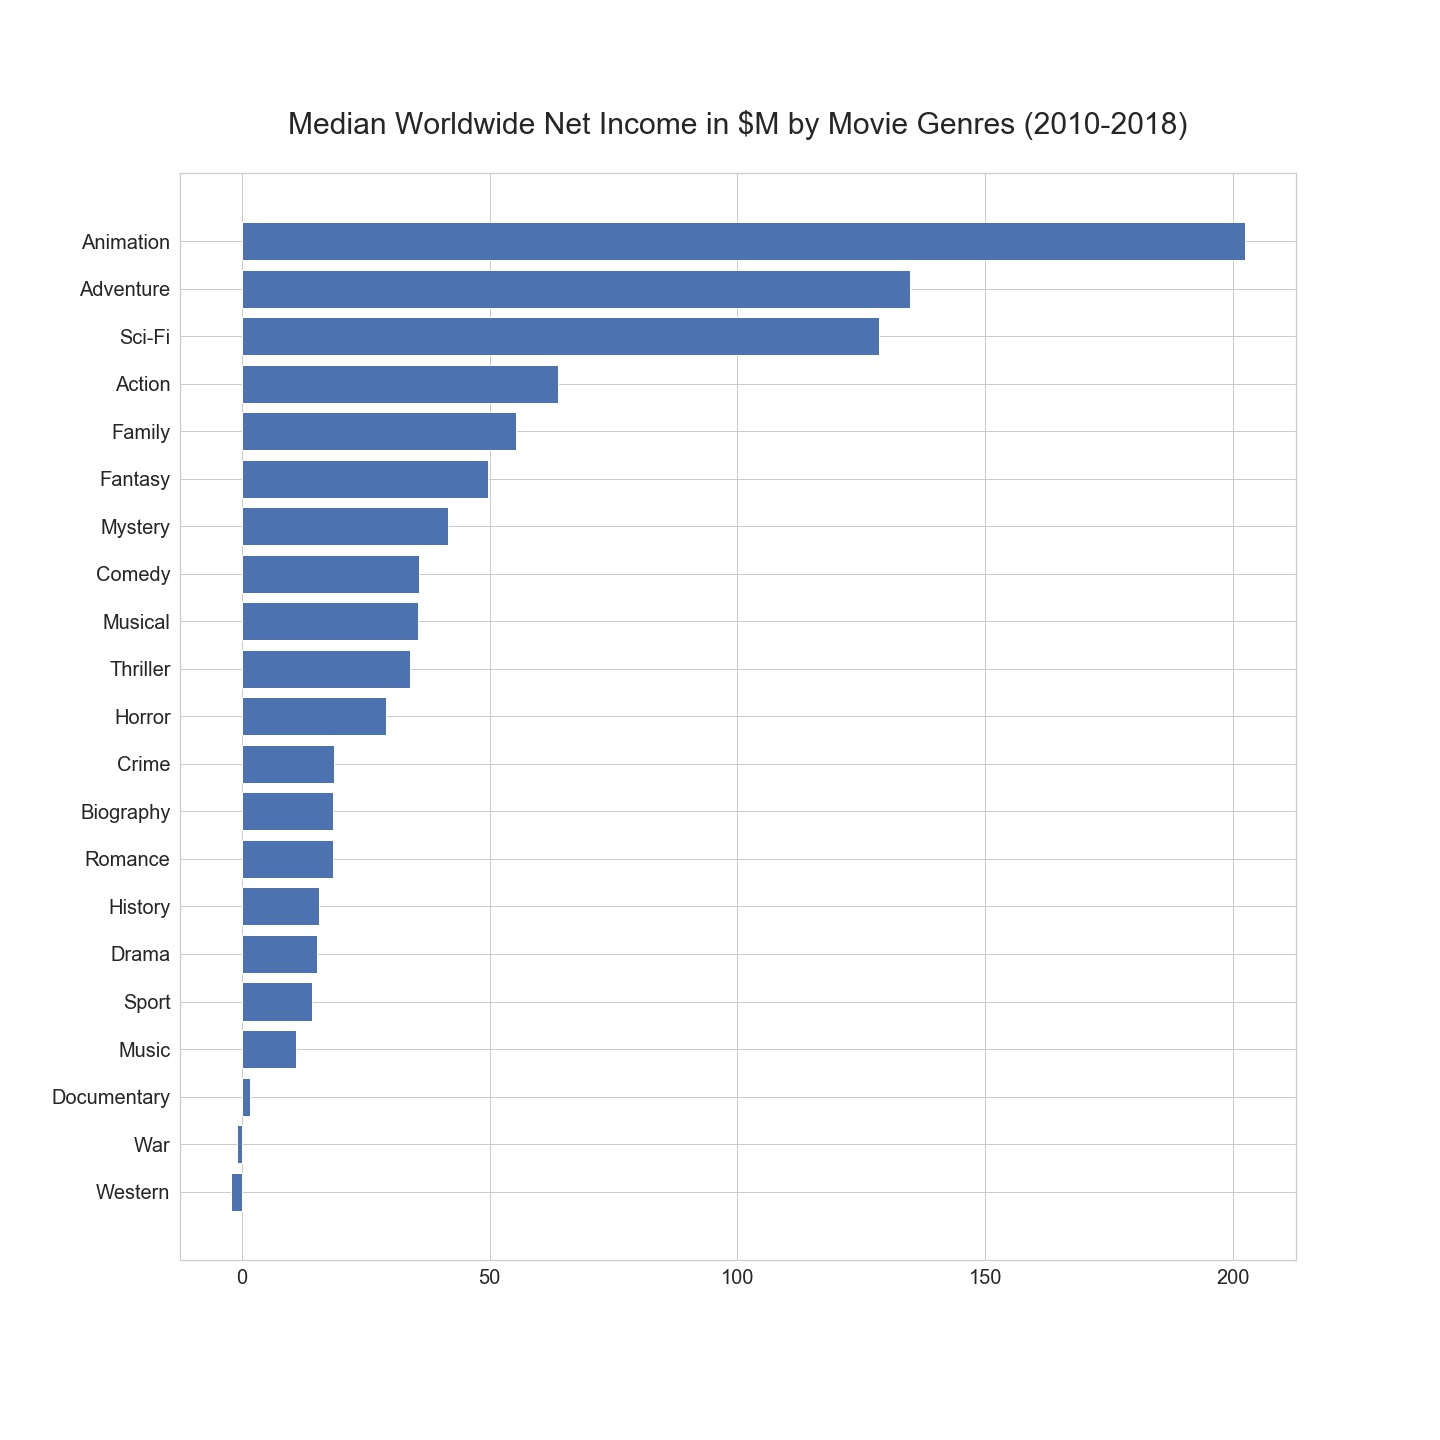 Median Worldwide Net Income in $M by Movie Genres (2010-2018)
Animation
Adventure
Sci-Fi
Action
Family
Fantasy
Mystery
Comedy
Musical
Thriller
Horror
Crime
Biography
Romance
History
Drama
Sport
Music
Documentary
War
Western
0 50 100 150 200